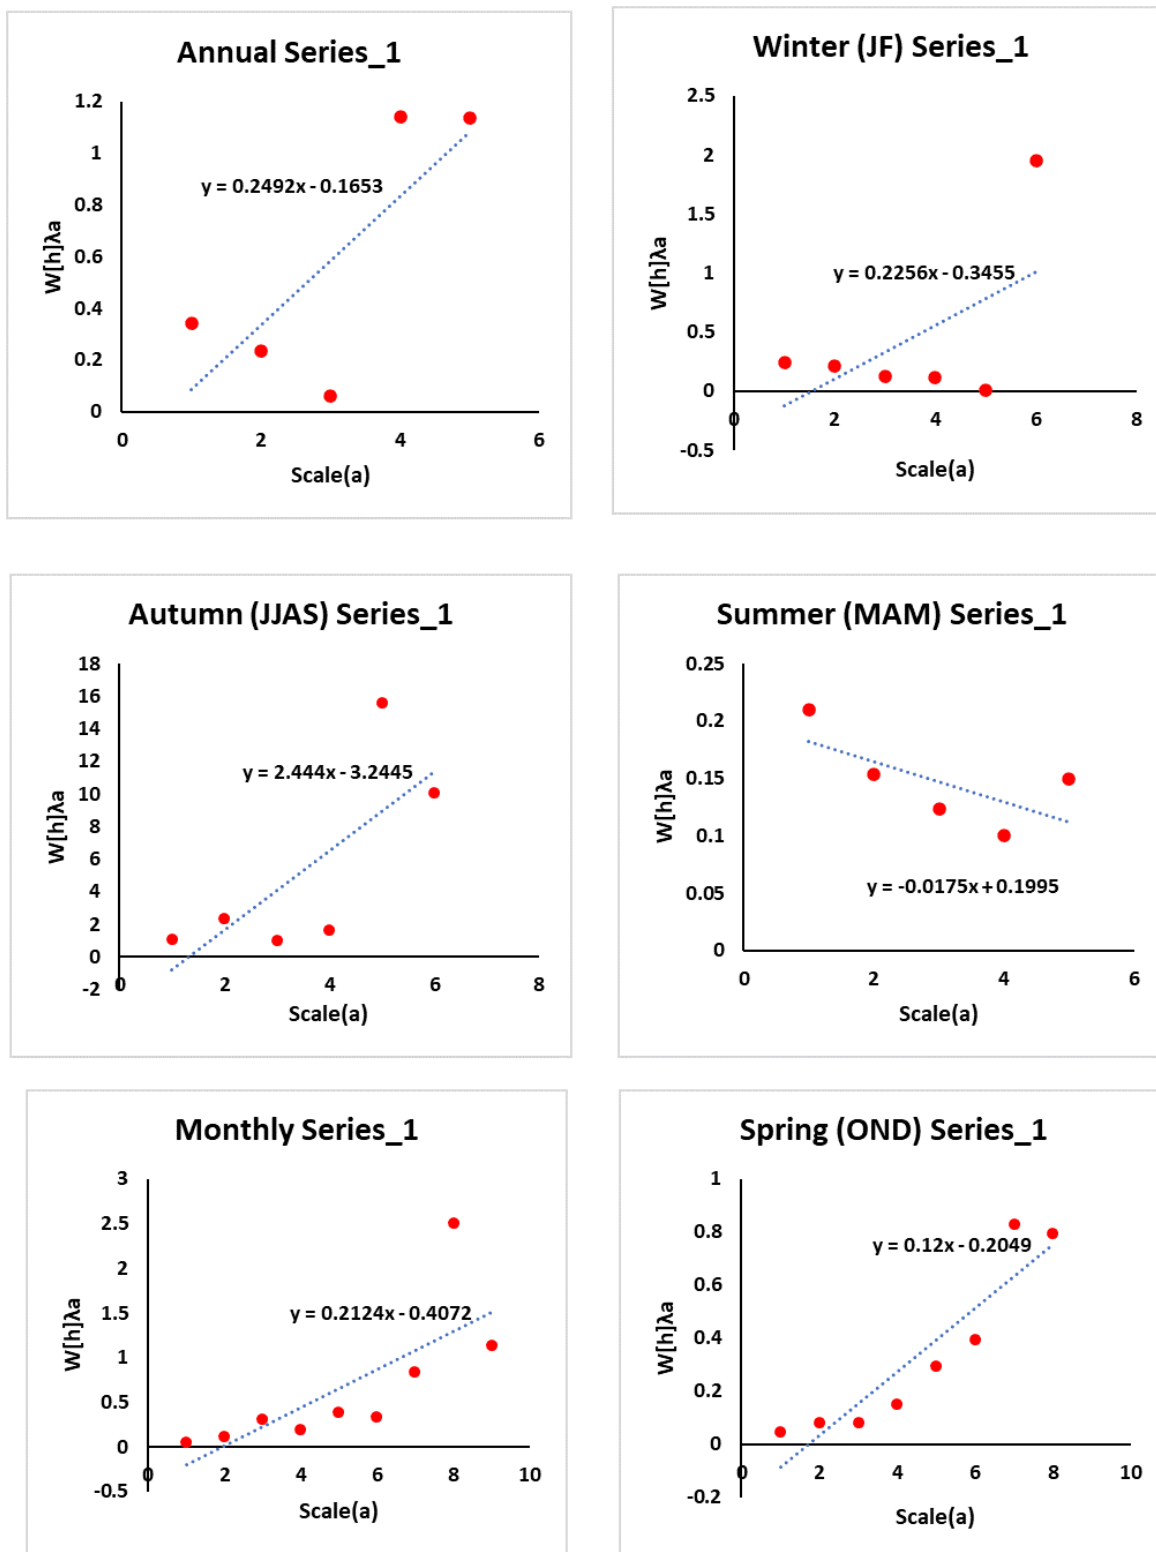 Annual Series_1
1.2
1
0.8
0.6
0.4
0.2
0
W[h]λa
y = 0.2492x - 0.1653
0 2 4 6
Scale(a)
Winter (JF) Series_1
2.5
2
1.5
1
0.5
0
-0.5
W[h]λa
y = 0.2256x - 0.3455
0 2 4 6 8
Scale(a)
Autumn (JJAS) Series_1
18
16
14
12
10
8
6
4
2
0
-2
W[h]λa
y = 2.444x - 3.2445
0 2 4 6 8
Scale(a)
Summer (MAM) Series_1
0.25
0.2
0.15
0.1
0.05
0
W[h]λa
y = -0.0175x + 0.1995
0 2 4 6
Scale(a)
Monthly Series_1
3
2.5
2
1.5
1
0.5
0
-0.5
W[h]λa
y = 0.2124x - 0.4072
0 2 4 6 8 10
Scale(a)
Spring (OND) Series_1
1
0.8
0.6
0.4
0.2
0
-0.2
W[h]λa
y = 0.12x - 0.2049
0 2 4 6 8 10
Scale(a)